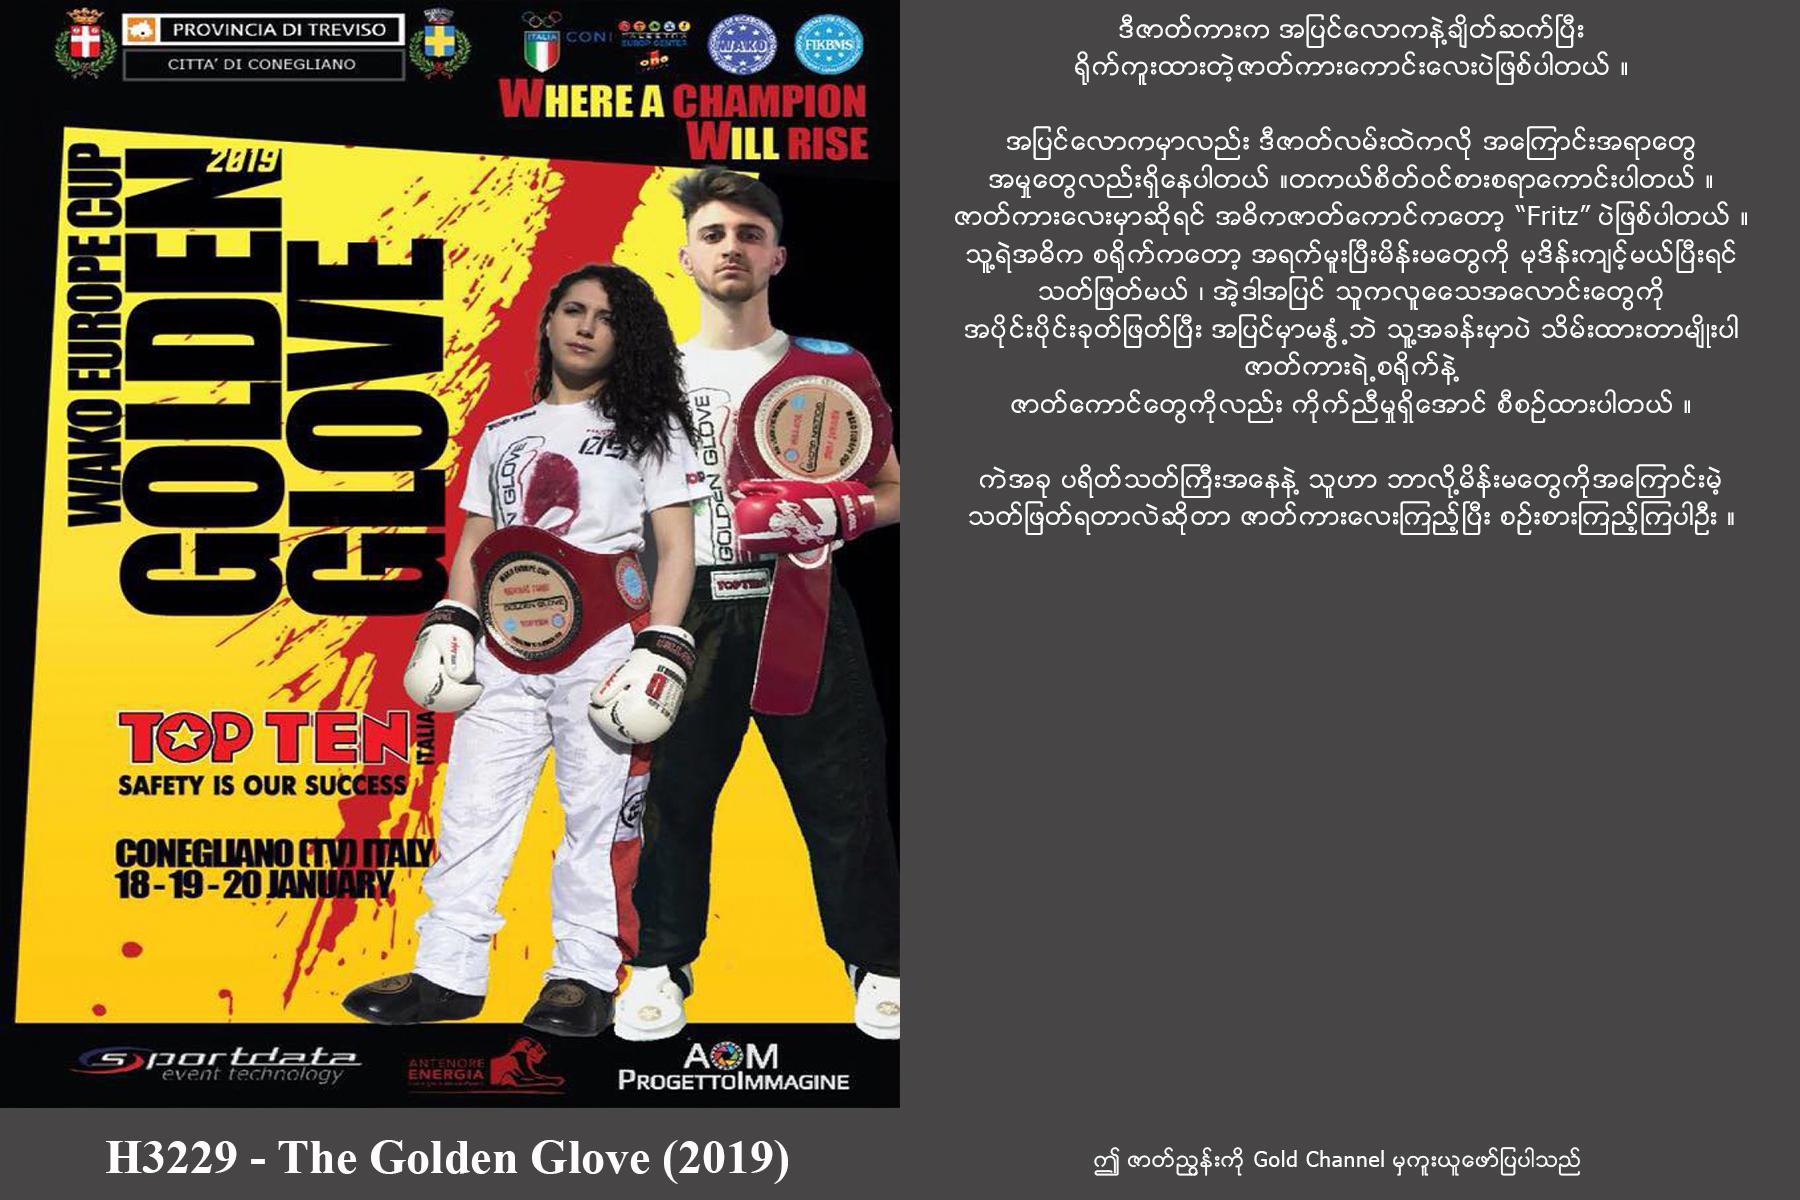 PROVINCIA DI TREVISO
CITTA' DI CONEGLIANO
ITALIA
CONI
WAKO
FIKBMS
WHERE A CHAMPION
WILL RISE
WAKO EUROPE CUP
GOLDEN
2019
GLOVE
TOP TEN
ITALIA
SAFETY IS OUR SUCCESS
CONEGLIANO (TV) ITALY
18 - 19 - 20 JANUARY
GOLDEN GLOVE
TOP TEN
sportdata
event technology
ANTENORE
ENERGIA
AOM
PROGETTOIMMAGINE
H3229 - The Golden Glove (2019)
ဒီဇာတ်ကားက အပြင်လောကနဲ့ချိတ်ဆက်ပြီး
ရိုက်ကူးထားတဲ့ဇာတ်ကားကောင်းလေးပဲဖြစ်ပါတယ် ။
အပြင်လောကမှာလည်း ဒီဇာတ်လမ်းထဲကလို အကြောင်းအရာတွေ
အမှုတွေလည်းရှိနေပါတယ် ။တကယ်စိတ်ဝင်စားစရာကောင်းပါတယ် ။
ဇာတ်ကားလေးမှာဆိုရင် အဓိကဇာတ်ကောင်ကတော့ “Fritz” ပဲဖြစ်ပါတယ် ။
သူ့ရဲအဓိက စရိုက်ကတော့ အရက်မူးပြီးမိန်းမတွေကို မုဒိန်းကျင့်မယ်ပြီးရင်
သတ်ဖြတ်မယ် ၊ အဲ့ဒါအပြင် သူကလူသေအလောင်းတွေကို
အပိုင်းပိုင်းခုတ်ဖြတ်ပြီး အပြင်မှာမနွံ့ဘဲ သူ့အခန်းမှာပဲ သိမ်းထားတာမျိုးပါ
ဇာတ်ကားရဲ့စရိုက်နဲ့
ဇာတ်ကောင်တွေကိုလည်း ကိုက်ညီမှုရှိအောင် စီစဉ်ထားပါတယ် ။
ကဲအခု ပရိတ်သတ်ကြီးအနေနဲ့ သူဟာ ဘာလို့မိန်းမတွေကိုအကြောင်းမဲ့
သတ်ဖြတ်ရတာလဲဆိုတာ ဇာတ်ကားလေးကြည့်ပြီး စဉ်းစားကြည့်ကြပါဦး ။
ဤ ဇာတ်ညွှန်းကို Gold Channel မှကူးယူဖော်ပြပါသည်